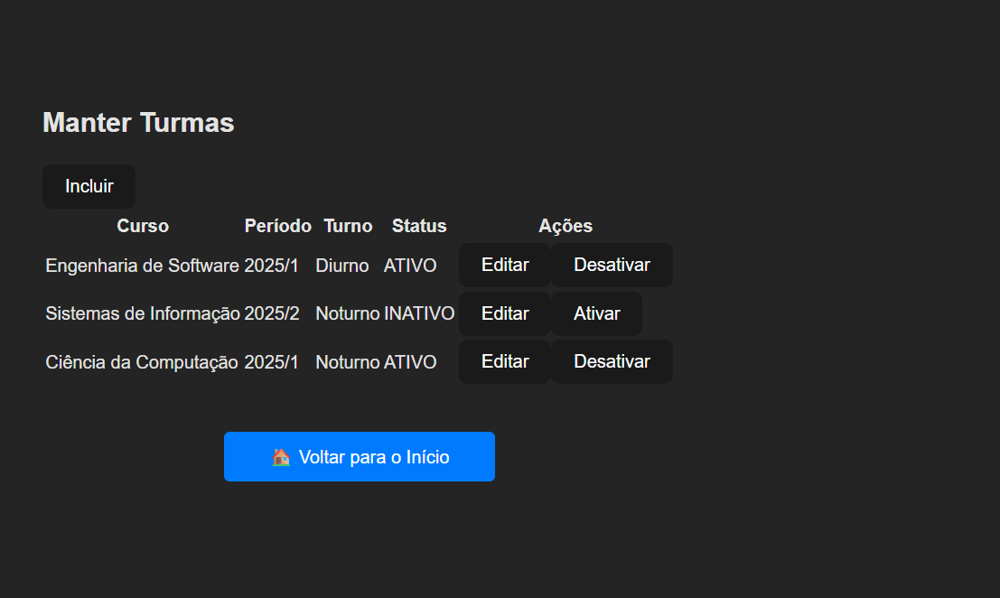 Manter Turmas
Incluir
Curso Período Turno Status Ações
Engenharia de Software 2025/1 Diurno ATIVO Editar Desativar
Sistemas de Informação 2025/2 Noturno INATIVO Editar Ativar
Ciência da Computação 2025/1 Noturno ATIVO Editar Desativar
🏠 Voltar para o Início